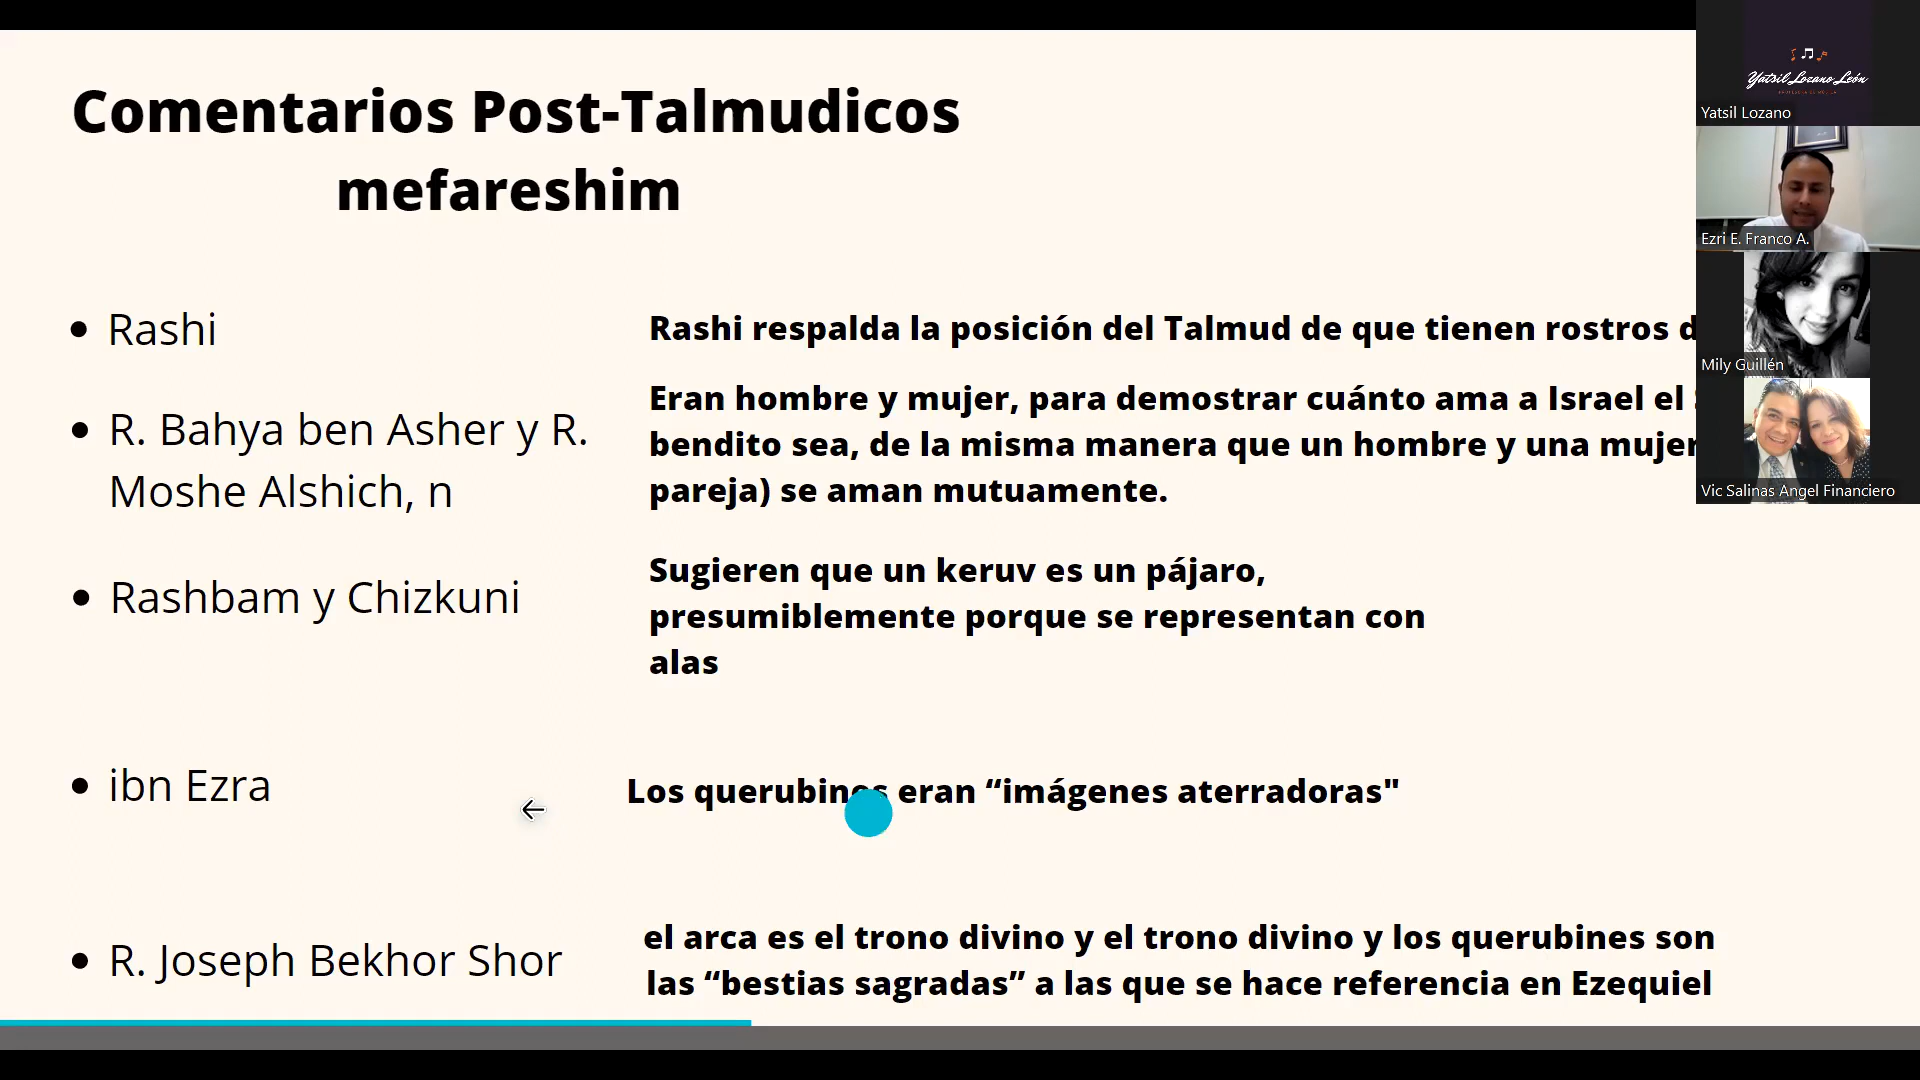 Comentarios Post-Talmudicos
mefareshim
Rashi
Rashi respalda la posición del Talmud de que tienen rostros d
R. Bahya ben Asher y R.
Moshe Alshich, n
Eran hombre y mujer, para demostrar cuánto ama a Israel el
bendito sea, de la misma manera que un hombre y una mujer
pareja) se aman mutuamente.
Rashbam y Chizkuni
Sugieren que un keruv es un pájaro,
presumiblemente porque se representan con
alas
ibn Ezra
Los querubines eran “imágenes aterradoras"
R. Joseph Bekhor Shor
el arca es el trono divino y el trono divino y los querubines son
las “bestias sagradas” a las que se hace referencia en Ezequiel
Yatsil Lozano León
Yatsil Lozano
Ezri E. Franco A.
Mily Guillén
Vic Salinas Angel Financiero